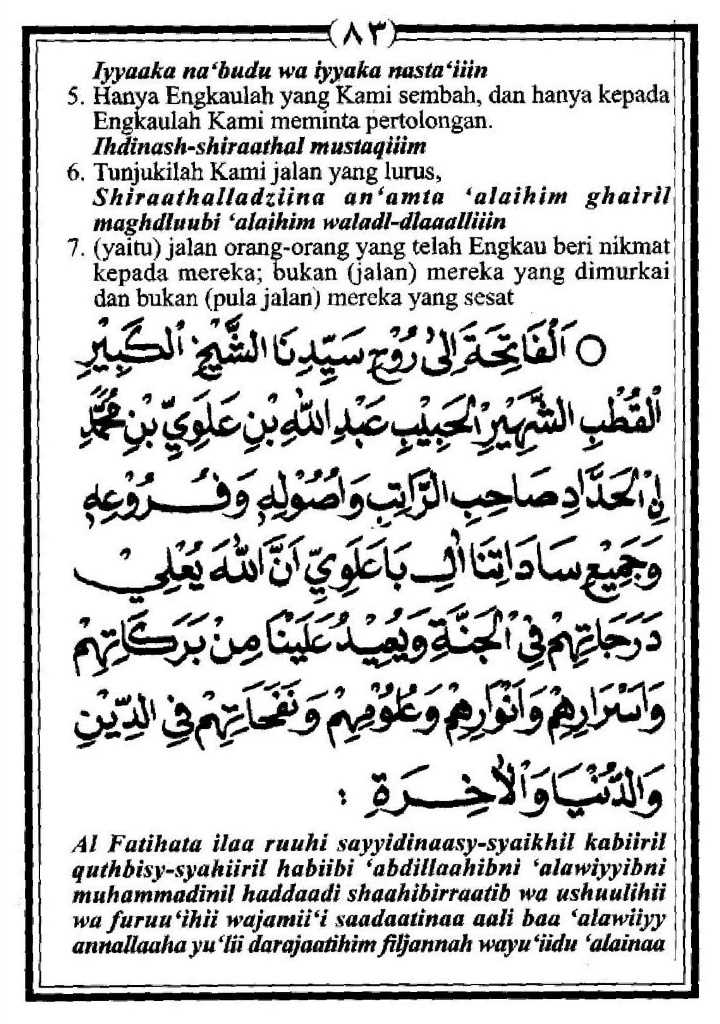 (٨٣)
Iyyaaka na‘budu wa iyyaka nasta‘iiin
5. Hanya Engkaulah yang Kami sembah, dan hanya kepada
Engkaulah Kami meminta pertolongan.
Ihdinash-shiraathal mustaqiiim
6. Tunjukilah Kami jalan yang lurus,
Shiraathalladziina an‘amta ‘alaihim ghairil
maghdluubi ‘alaihim waladl-dlaaalliiin
7. (yaitu) jalan orang-orang yang telah Engkau beri nikmat
kepada mereka; bukan (jalan) mereka yang dimurkai
dan bukan (pula jalan) mereka yang sesat
○ اَلْفَاتِحَةَ اِلَى رُوْحِ سَيِّدِنَا الشَّيْخِ الْكَبِيْرِ
الْقُطْبِ الشَّهِيْرِ الْحَبِيْبِ عَبْدِ اللهِ بْنِ عَلَوِيِّ بْنِ مُحَمَّدٍ
نِ الْحَدَّادِ صَاحِبِ الرَّاتِبِ وَاُصُوْلِهِ وَفُرُوْعِهِ
وَجَمِيْعِ سَادَاتِنَا اٰلِ بَاعَلَوِيّ اَنَّ اللهَ يُعْلِيْ
دَرَجَاتِهِمْ فِي الْجَنَّةِ وَيُعِيْدُ عَلَيْنَا مِنْ بَرَكَاتِهِمْ
وَاَسْرَارِهِمْ وَاَنْوَارِهِمْ وَعُلُوْمِهِمْ وَنَفَحَاتِهِمْ فِي الدِّيْنِ
وَالدُّنْيَا وَالْاٰخِرَةِ :
Al Fatihata ilaa ruuhi sayyidinaasy-syaikhil kabiiril
quthbisy-syahiiril habiibi ‘abdillaahibni ‘alawiyyibni
muhammadinil haddaadi shaahibirraatib wa ushuulihii
wa furuu‘ihii wajamii‘i saadaatinaa aali baa ‘alawiiyy
annallaaha yu‘lii darajaatihim filjannah wayu‘iidu ‘alainaa